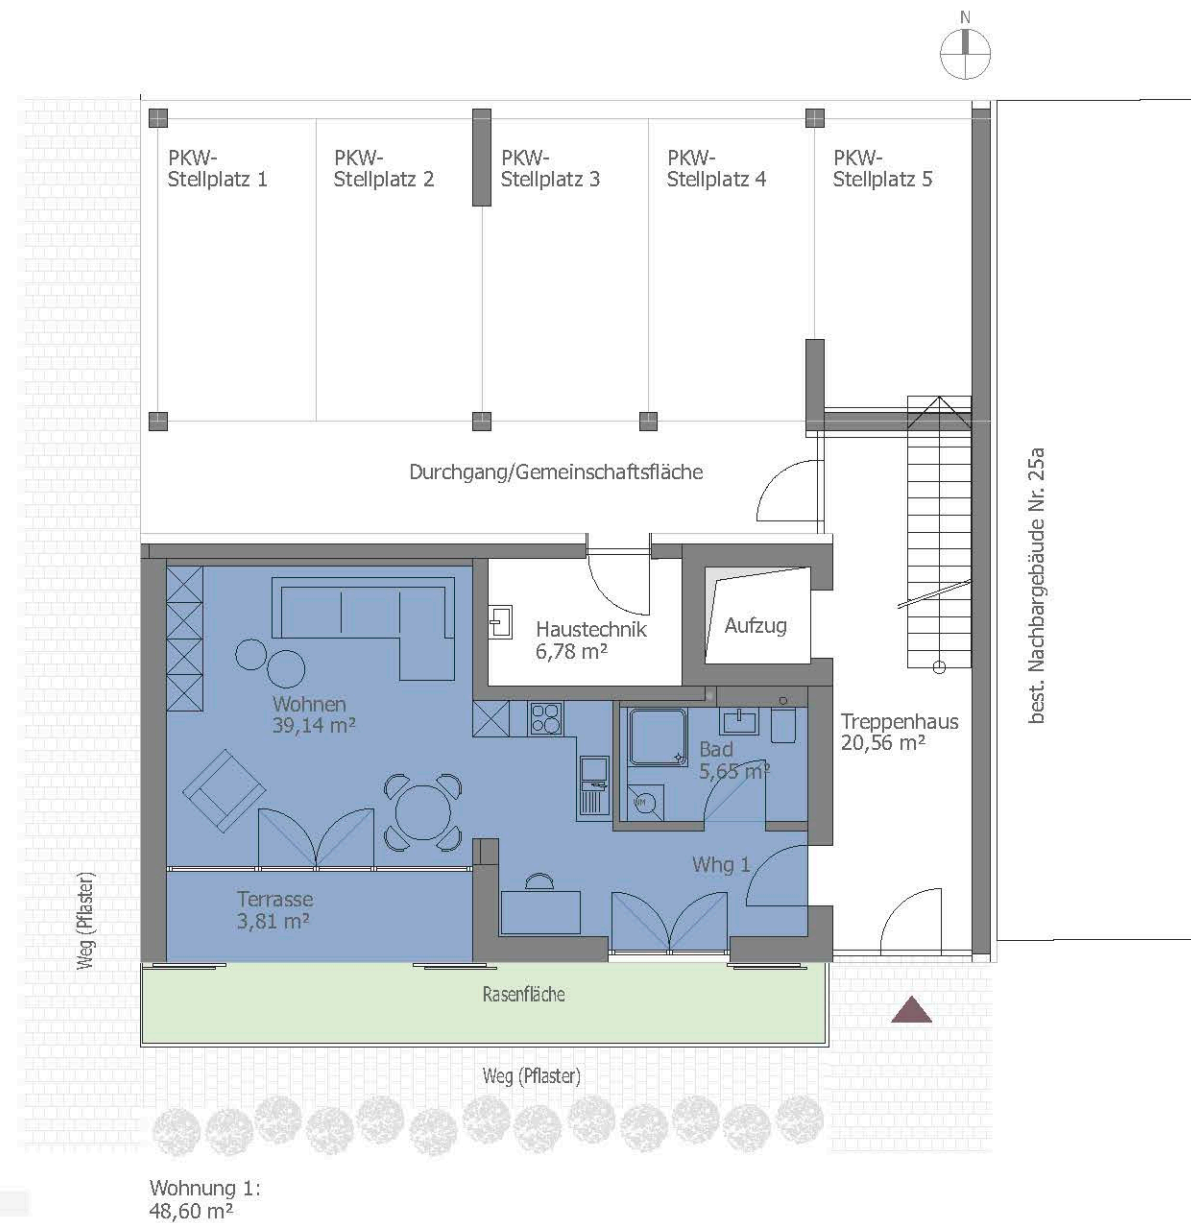 N
PKW-
Stellplatz 1
PKW-
Stellplatz 2
PKW-
Stellplatz 3
PKW-
Stellplatz 4
PKW-
Stellplatz 5
Durchgang/Gemeinschaftsfläche
best. Nachbargebäude Nr. 25a
Haustechnik
6,78 m²
Aufzug
Wohnen
39,14 m²
Treppenhaus
20,56 m²
Bad
5,65 m²
WM
Whg 1
Terrasse
3,81 m²
Weg (Pflaster)
Rasenfläche
Weg (Pflaster)
Wohnung 1:
48,60 m²